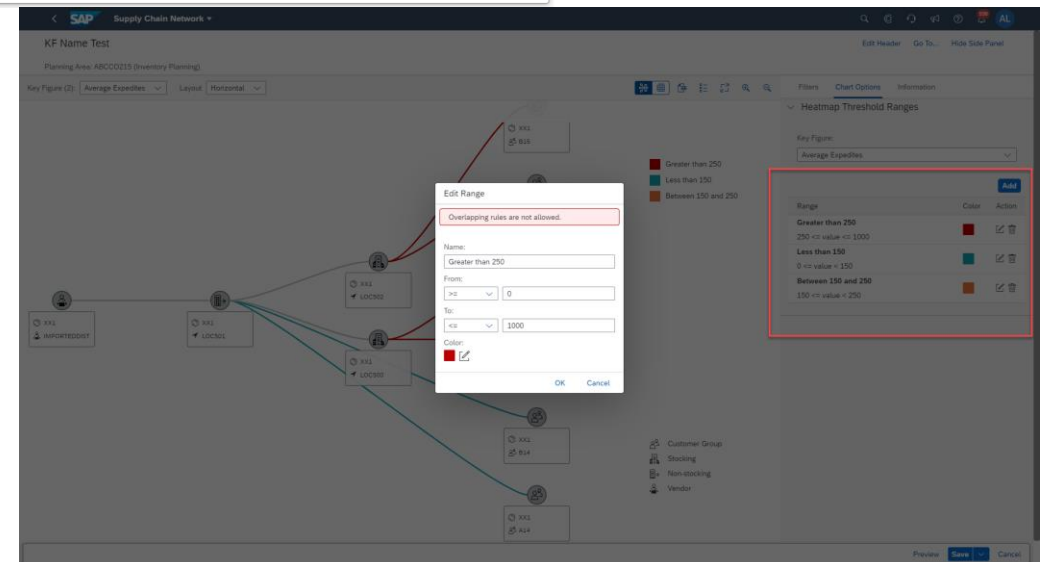 SAP Supply Chain Network
AL
KF Name Test
Edit Header Go To... Hide Side Panel
Planning Area: ABCCO215 (Inventory Planning)
Key Figure (2): Average Expedites Layout Horizontal
Filters Chart Options Information
Heatmap Threshold Ranges
Key Figure:
Average Expedites
Add
Range Color Action
Greater than 250
250 <= value <= 1000
Less than 150
0 <= value < 150
Between 150 and 250
150 <= value < 250
XX1
B16
Greater than 250
Less than 150
Between 150 and 250
Edit Range
Overlapping rules are not allowed.
Name:
Greater than 250
From:
>= 0
To:
<= 1000
Color:
OK Cancel
XX1
XX1
LOC501
XX1
LOC502
XX1
XX1
B14
XX1
A14
Customer Group
Stocking
Non-stocking
Vendor
Preview Save Cancel